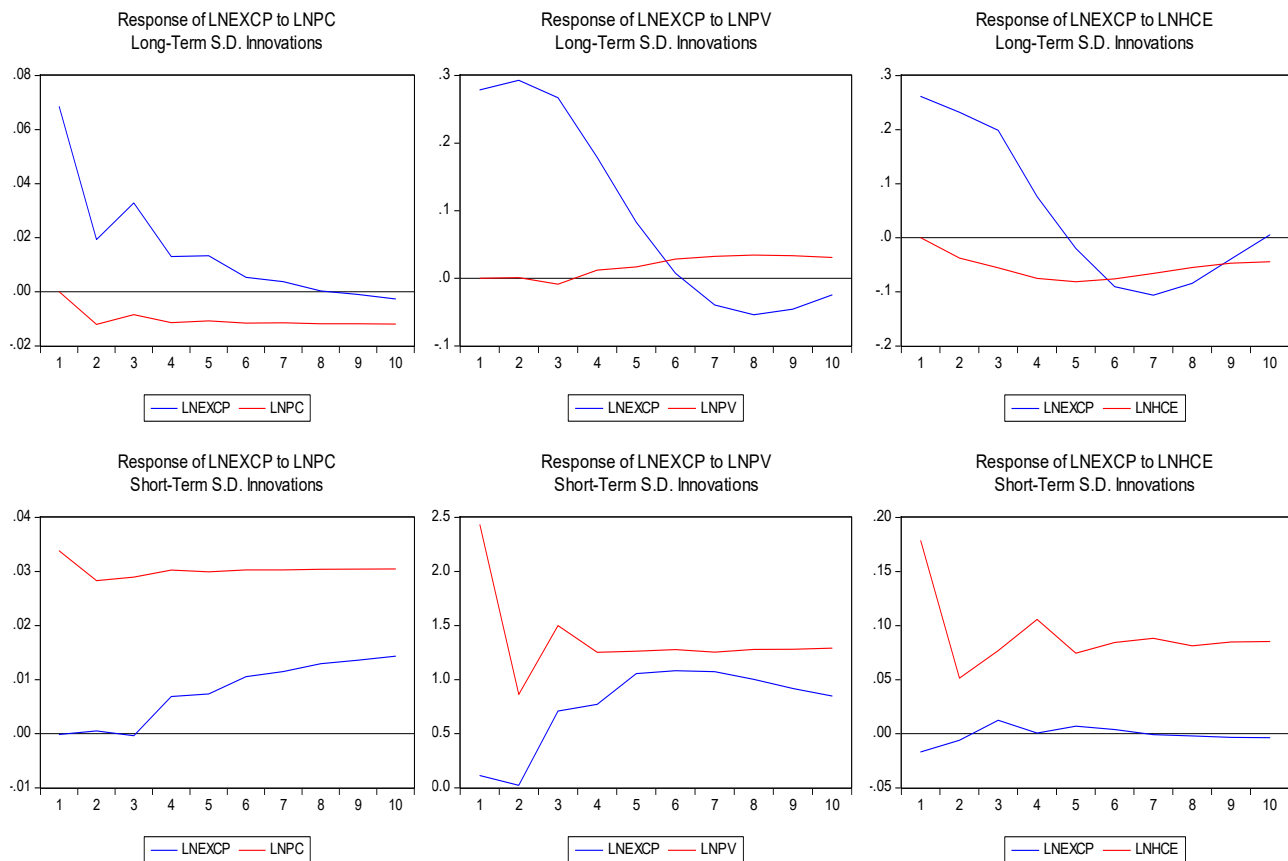 Response of LNEXCP to LNPC
Long-Term S.D. Innovations
.08
.06
.04
.02
.00
-.02
1 2 3 4 5 6 7 8 9 10
LNEXCP LNPC
Response of LNEXCP to LNPV
Long-Term S.D. Innovations
.3
.2
.1
.0
-.1
1 2 3 4 5 6 7 8 9 10
LNEXCP LNPV
Response of LNEXCP to LNHCE
Long-Term S.D. Innovations
.3
.2
.1
.0
-.1
-.2
1 2 3 4 5 6 7 8 9 10
LNEXCP LNHCE
Response of LNEXCP to LNPC
Short-Term S.D. Innovations
.04
.03
.02
.01
.00
-.01
1 2 3 4 5 6 7 8 9 10
LNEXCP LNPC
Response of LNEXCP to LNPV
Short-Term S.D. Innovations
2.5
2.0
1.5
1.0
0.5
0.0
1 2 3 4 5 6 7 8 9 10
LNEXCP LNPV
Response of LNEXCP to LNHCE
Short-Term S.D. Innovations
.20
.15
.10
.05
.00
-.05
1 2 3 4 5 6 7 8 9 10
LNEXCP LNHCE